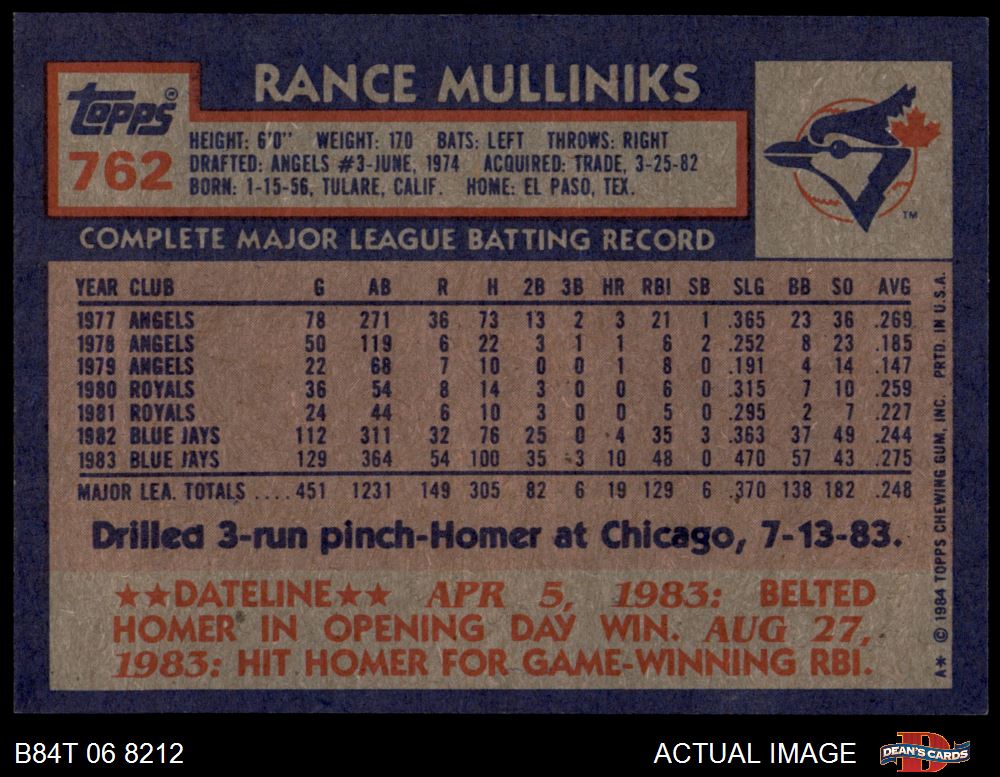 RANCE MULLINIKS
Topps®
762
HEIGHT: 6'0" WEIGHT: 170 BATS: LEFT THROWS: RIGHT
DRAFTED: ANGELS #3-JUNE, 1974 ACQUIRED: TRADE, 3-25-82
BORN: 1-15-56, TULARE, CALIF. HOME: EL PASO, TEX.
TM
COMPLETE MAJOR LEAGUE BATTING RECORD
YEAR CLUB G AB R H 2B 3B HR RBI SB SLG BB SO AVG
1977 ANGELS 78 271 36 73 13 2 3 21 1 .365 23 36 .269
1978 ANGELS 50 119 6 22 3 1 1 6 2 .252 8 23 .185
1979 ANGELS 22 68 7 10 0 0 1 8 0 .191 4 14 .147
1980 ROYALS 36 54 8 14 3 0 0 6 0 .315 7 10 .259
1981 ROYALS 24 44 6 10 3 0 0 5 0 .295 2 7 .227
1982 BLUE JAYS 112 311 32 76 25 0 4 35 3 .363 37 49 .244
1983 BLUE JAYS 129 364 54 100 35 3 10 48 0 .470 57 43 .275
MAJOR LEA. TOTALS ....451 1231 149 305 82 6 19 129 6 .370 138 182 .248
Drilled 3-run pinch-Homer at Chicago, 7-13-83.
★★DATELINE★★ APR 5, 1983: BELTED
HOMER IN OPENING DAY WIN. AUG 27,
1983: HIT HOMER FOR GAME-WINNING RBI.
A* © 1984 TOPPS CHEWING GUM, INC. PRTD. IN U.S.A.
B84T 06 8212
ACTUAL IMAGE
DEAN'S CARDS